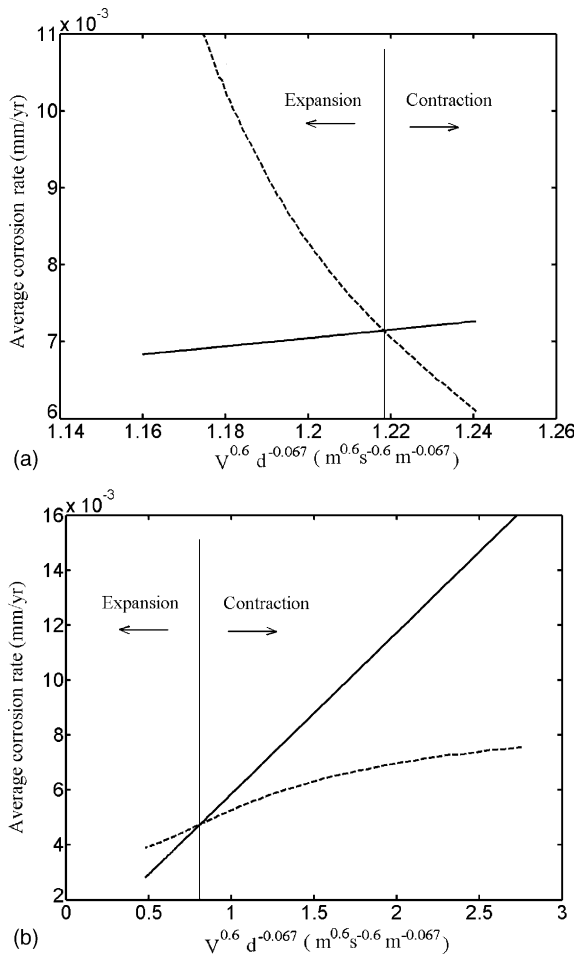 11 x 10⁻³
10
9
8
7
6
1.14 1.16 1.18 1.2 1.22 1.24 1.26
Average corrosion rate (mm/yr)
Expansion Contraction
(a)
V^0.6 d^-0.067 ( m^0.6 s^-0.6 m^-0.067)
16 x 10⁻³
14
12
10
8
6
4
2
0 0.5 1 1.5 2 2.5 3
Average corrosion rate (mm/yr)
Expansion Contraction
(b)
V^0.6 d^-0.067 (m^0.6 s^-0.6 m^-0.067)